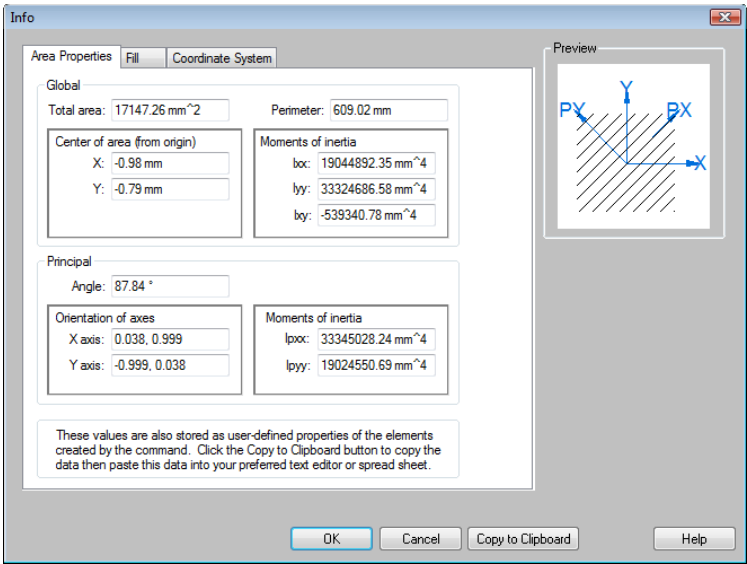 Info
Area Properties Fill Coordinate System
Global
Total area: 17147.26 mm^2 Perimeter: 609.02 mm
Center of area (from origin)
X: -0.98 mm
Y: -0.79 mm
Moments of inertia
Ixx: 19044892.35 mm^4
Iyy: 33324686.58 mm^4
Ixy: -539340.78 mm^4
Principal
Angle: 87.84 °
Orientation of axes
X axis: 0.038, 0.999
Y axis: -0.999, 0.038
Moments of inertia
Ipxx: 33345028.24 mm^4
Ipyy: 19024550.69 mm^4
These values are also stored as user-defined properties of the elements
created by the command. Click the Copy to Clipboard button to copy the
data then paste this data into your preferred text editor or spread sheet.
Preview
Y
PY PX
X
OK Cancel Copy to Clipboard Help